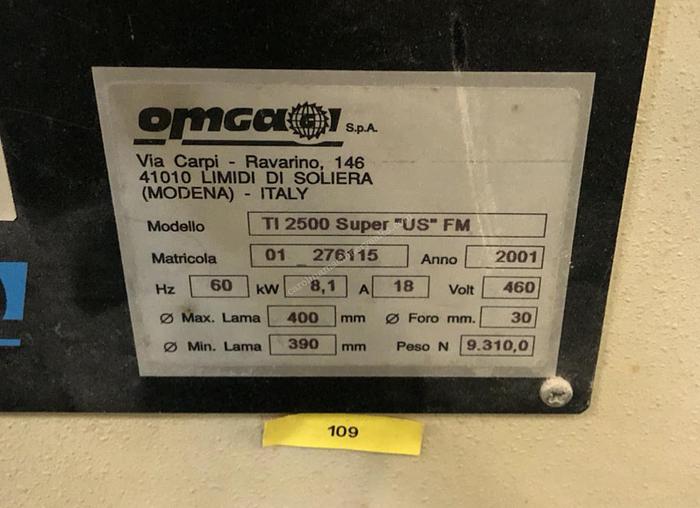 omga G! S.p.A.
Via Carpi - Ravarino, 146
41010 LIMIDI DI SOLIERA
(MODENA) - ITALY
Modello TI 2500 Super "US" FM
Matricola 01_276115 Anno 2001
Hz 60 kW 8,1 A 18 Volt 460
Ø Max. Lama 400 mm Ø Foro mm. 30
Ø Min. Lama 390 mm Peso N 9.310,0
109